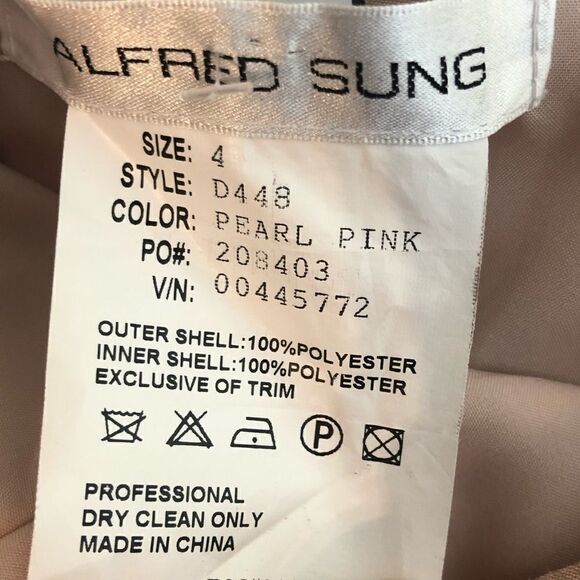 ALFRED SUNG
SIZE: 4
STYLE: D448
COLOR: PEARL PINK
PO#: 208403
V/N: 00445772
OUTER SHELL:100%POLYESTER
INNER SHELL:100%POLYESTER
EXCLUSIVE OF TRIM
P
PROFESSIONAL
DRY CLEAN ONLY
MADE IN CHINA